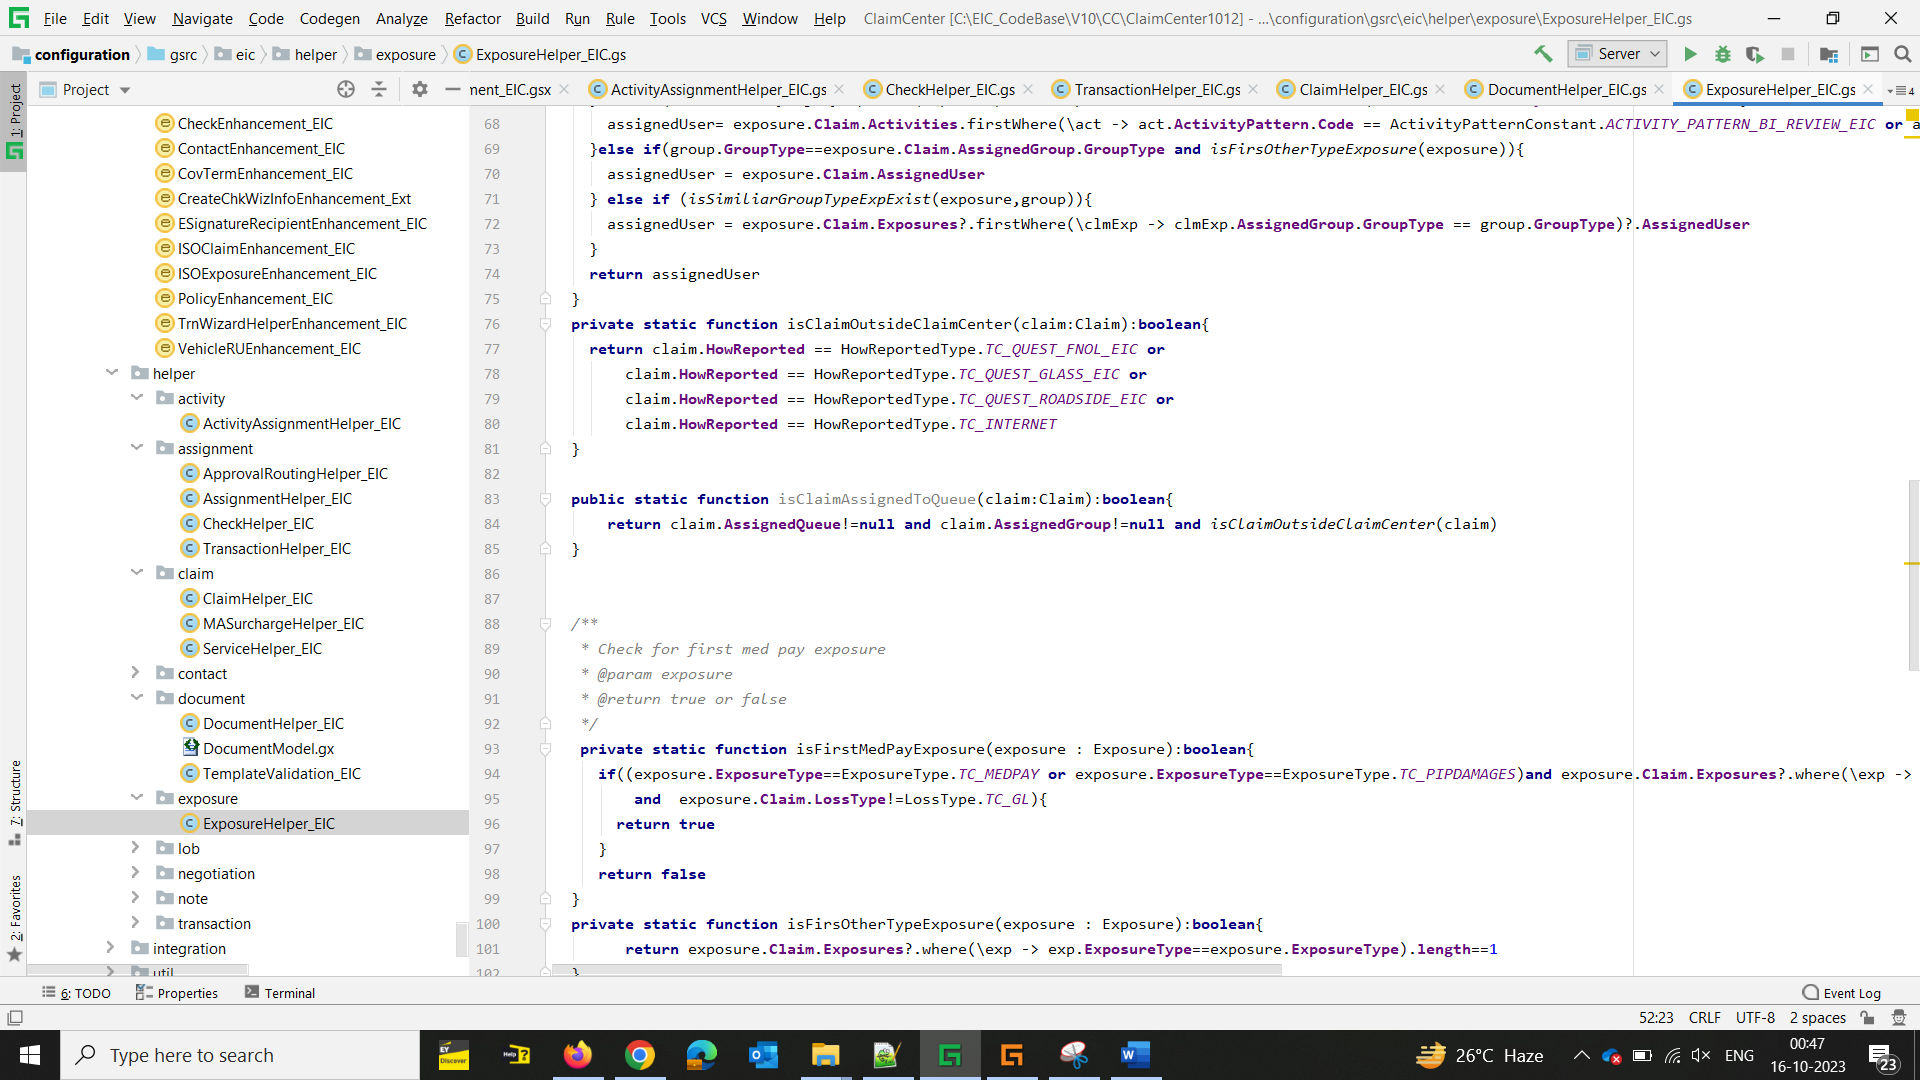 File Edit View Navigate Code Codegen Analyze Refactor Build Run Rule Tools VCS Window Help ClaimCenter [C:\EIC_CodeBase\V10\CC\ClaimCenter1012] - ...\configuration\gsrc\eic\helper\exposure\ExposureHelper_EIC.gs
configuration gsrc eic helper exposure ExposureHelper_EIC.gs Server
Project ment_EIC.gsx ActivityAssignmentHelper_EIC.gs CheckHelper_EIC.gs TransactionHelper_EIC.gs ClaimHelper_EIC.gs DocumentHelper_EIC.gs ExposureHelper_EIC.gs 4
1: Project
7: Structure
2: Favorites
CheckEnhancement_EIC
ContactEnhancement_EIC
CovTermEnhancement_EIC
CreateChkWizInfoEnhancement_Ext
ESignatureRecipientEnhancement_EIC
ISOClaimEnhancement_EIC
ISOExposureEnhancement_EIC
PolicyEnhancement_EIC
TrnWizardHelperEnhancement_EIC
VehicleRUEnhancement_EIC
helper
activity
ActivityAssignmentHelper_EIC
assignment
ApprovalRoutingHelper_EIC
AssignmentHelper_EIC
CheckHelper_EIC
TransactionHelper_EIC
claim
ClaimHelper_EIC
MASurchargeHelper_EIC
ServiceHelper_EIC
contact
document
DocumentHelper_EIC
DocumentModel.gx
TemplateValidation_EIC
exposure
ExposureHelper_EIC
lob
negotiation
note
transaction
integration
util
68 assignedUser= exposure.Claim.Activities.firstWhere(\act -> act.ActivityPattern.Code == ActivityPatternConstant.ACTIVITY_PATTERN_BI_REVIEW_EIC or a
69 }else if(group.GroupType==exposure.Claim.AssignedGroup.GroupType and isFirsOtherTypeExposure(exposure)){
70 assignedUser = exposure.Claim.AssignedUser
71 } else if (isSimiliarGroupTypeExpExist(exposure,group)){
72 assignedUser = exposure.Claim.Exposures?.firstWhere(\clmExp -> clmExp.AssignedGroup.GroupType == group.GroupType)?.AssignedUser
73 }
74 return assignedUser
75 }
76 private static function isClaimOutsideClaimCenter(claim:Claim):boolean{
77 return claim.HowReported == HowReportedType.TC_QUEST_FNOL_EIC or
78 claim.HowReported == HowReportedType.TC_QUEST_GLASS_EIC or
79 claim.HowReported == HowReportedType.TC_QUEST_ROADSIDE_EIC or
80 claim.HowReported == HowReportedType.TC_INTERNET
81 }
82
83 public static function isClaimAssignedToQueue(claim:Claim):boolean{
84 return claim.AssignedQueue!=null and claim.AssignedGroup!=null and isClaimOutsideClaimCenter(claim)
85 }
86
87
88 /**
89 * Check for first med pay exposure
90 * @param exposure
91 * @return true or false
92 */
93 private static function isFirstMedPayExposure(exposure : Exposure):boolean{
94 if((exposure.ExposureType==ExposureType.TC_MEDPAY or exposure.ExposureType==ExposureType.TC_PIPDAMAGES)and exposure.Claim.Exposures?.where(\exp ->
95 and exposure.Claim.LossType!=LossType.TC_GL){
96 return true
97 }
98 return false
99 }
100 private static function isFirsOtherTypeExposure(exposure : Exposure):boolean{
101 return exposure.Claim.Exposures?.where(\exp -> exp.ExposureType==exposure.ExposureType).length==1
102 }
6: TODO Properties Terminal Event Log
52:23 CRLF UTF-8 2 spaces
Type here to search 26°C Haze ENG 00:47
16-10-2023 23